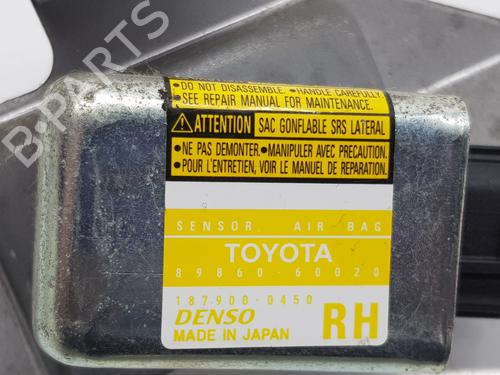 •DO NOT DISASSEMBLE. •HANDLE CAREFULLY
•SEE REPAIR MANUAL FOR MAINTENANCE.
ATTENTION SAC GONFLABLE SRS LATERAL
•NE PAS DEMONTER.•MANIPULER AVEC PRECAUTION.
•POUR L'ENTRETIEN, VOIR LE MANUEL DE REPARATION.
SENSOR, AIR BAG
TOYOTA
89860-60020
187900-0450
DENSO
MADE IN JAPAN
RH
B·PARTS